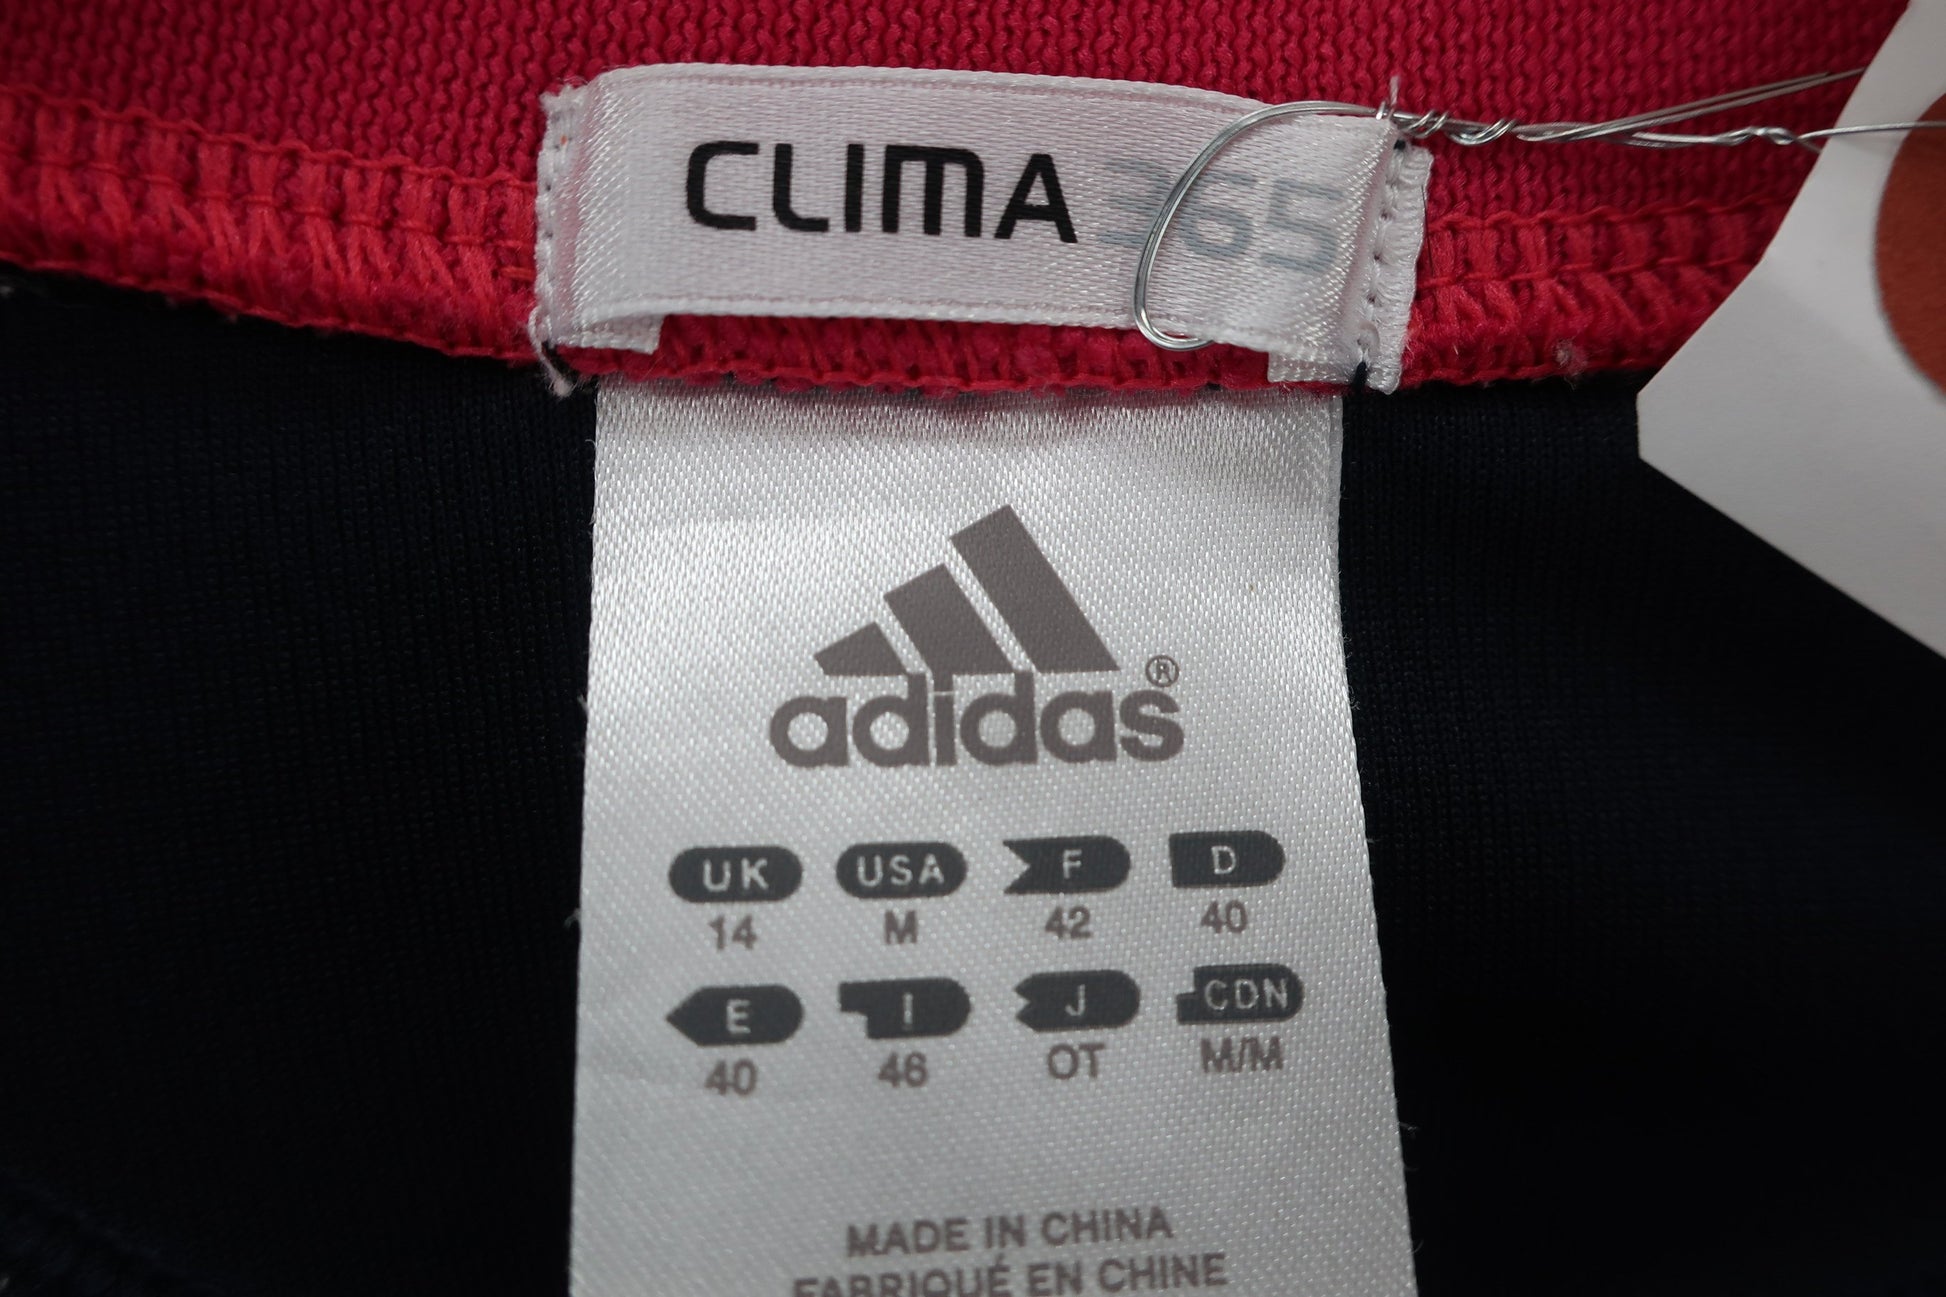 CLIMA 365
adidas®
UK USA F D
14 M 42 40
E I J CDN
40 46 OT M/M
MADE IN CHINA
FABRIQUÉ EN CHINE